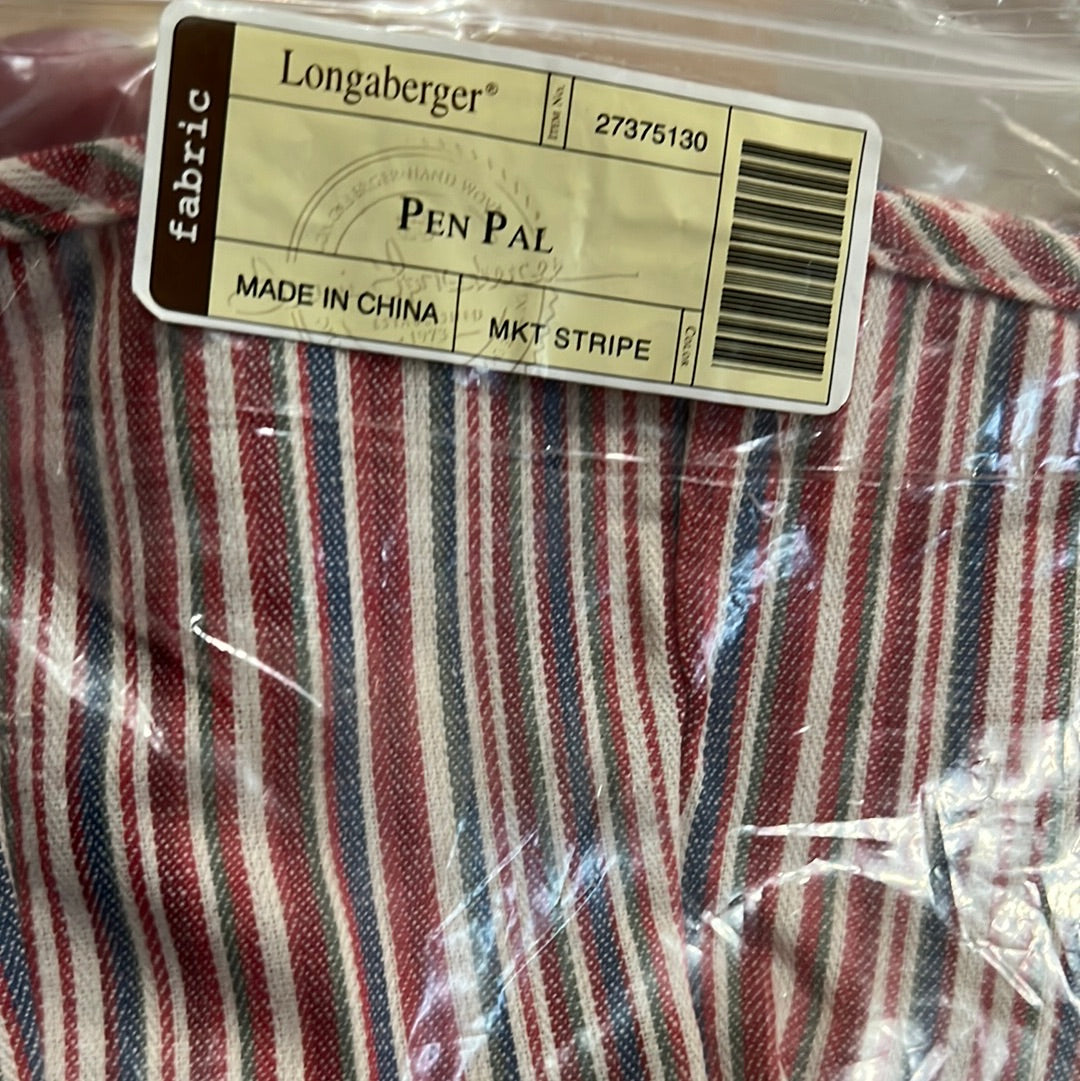 fabric
Longaberger®
ITEM NO.
27375130
PEN PAL
MADE IN CHINA
MKT STRIPE
COLOR